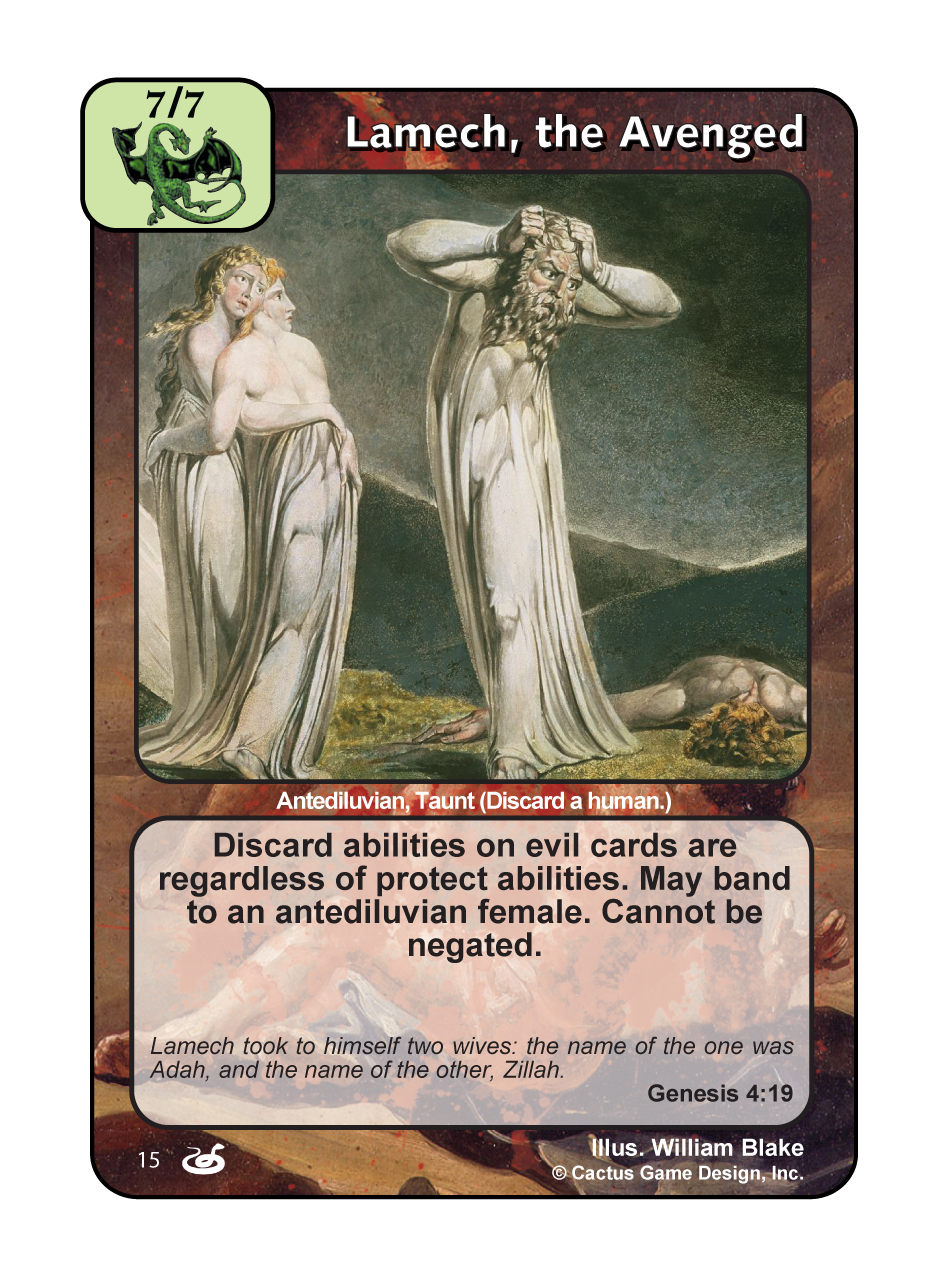 7/7
Lamech, the Avenged
Antediluvian, Taunt (Discard a human.)
Discard abilities on evil cards are
regardless of protect abilities. May band
to an antediluvian female. Cannot be
negated.
Lamech took to himself two wives: the name of the one was
Adah, and the name of the other, Zillah.
Genesis 4:19
15
Illus. William Blake
© Cactus Game Design, Inc.